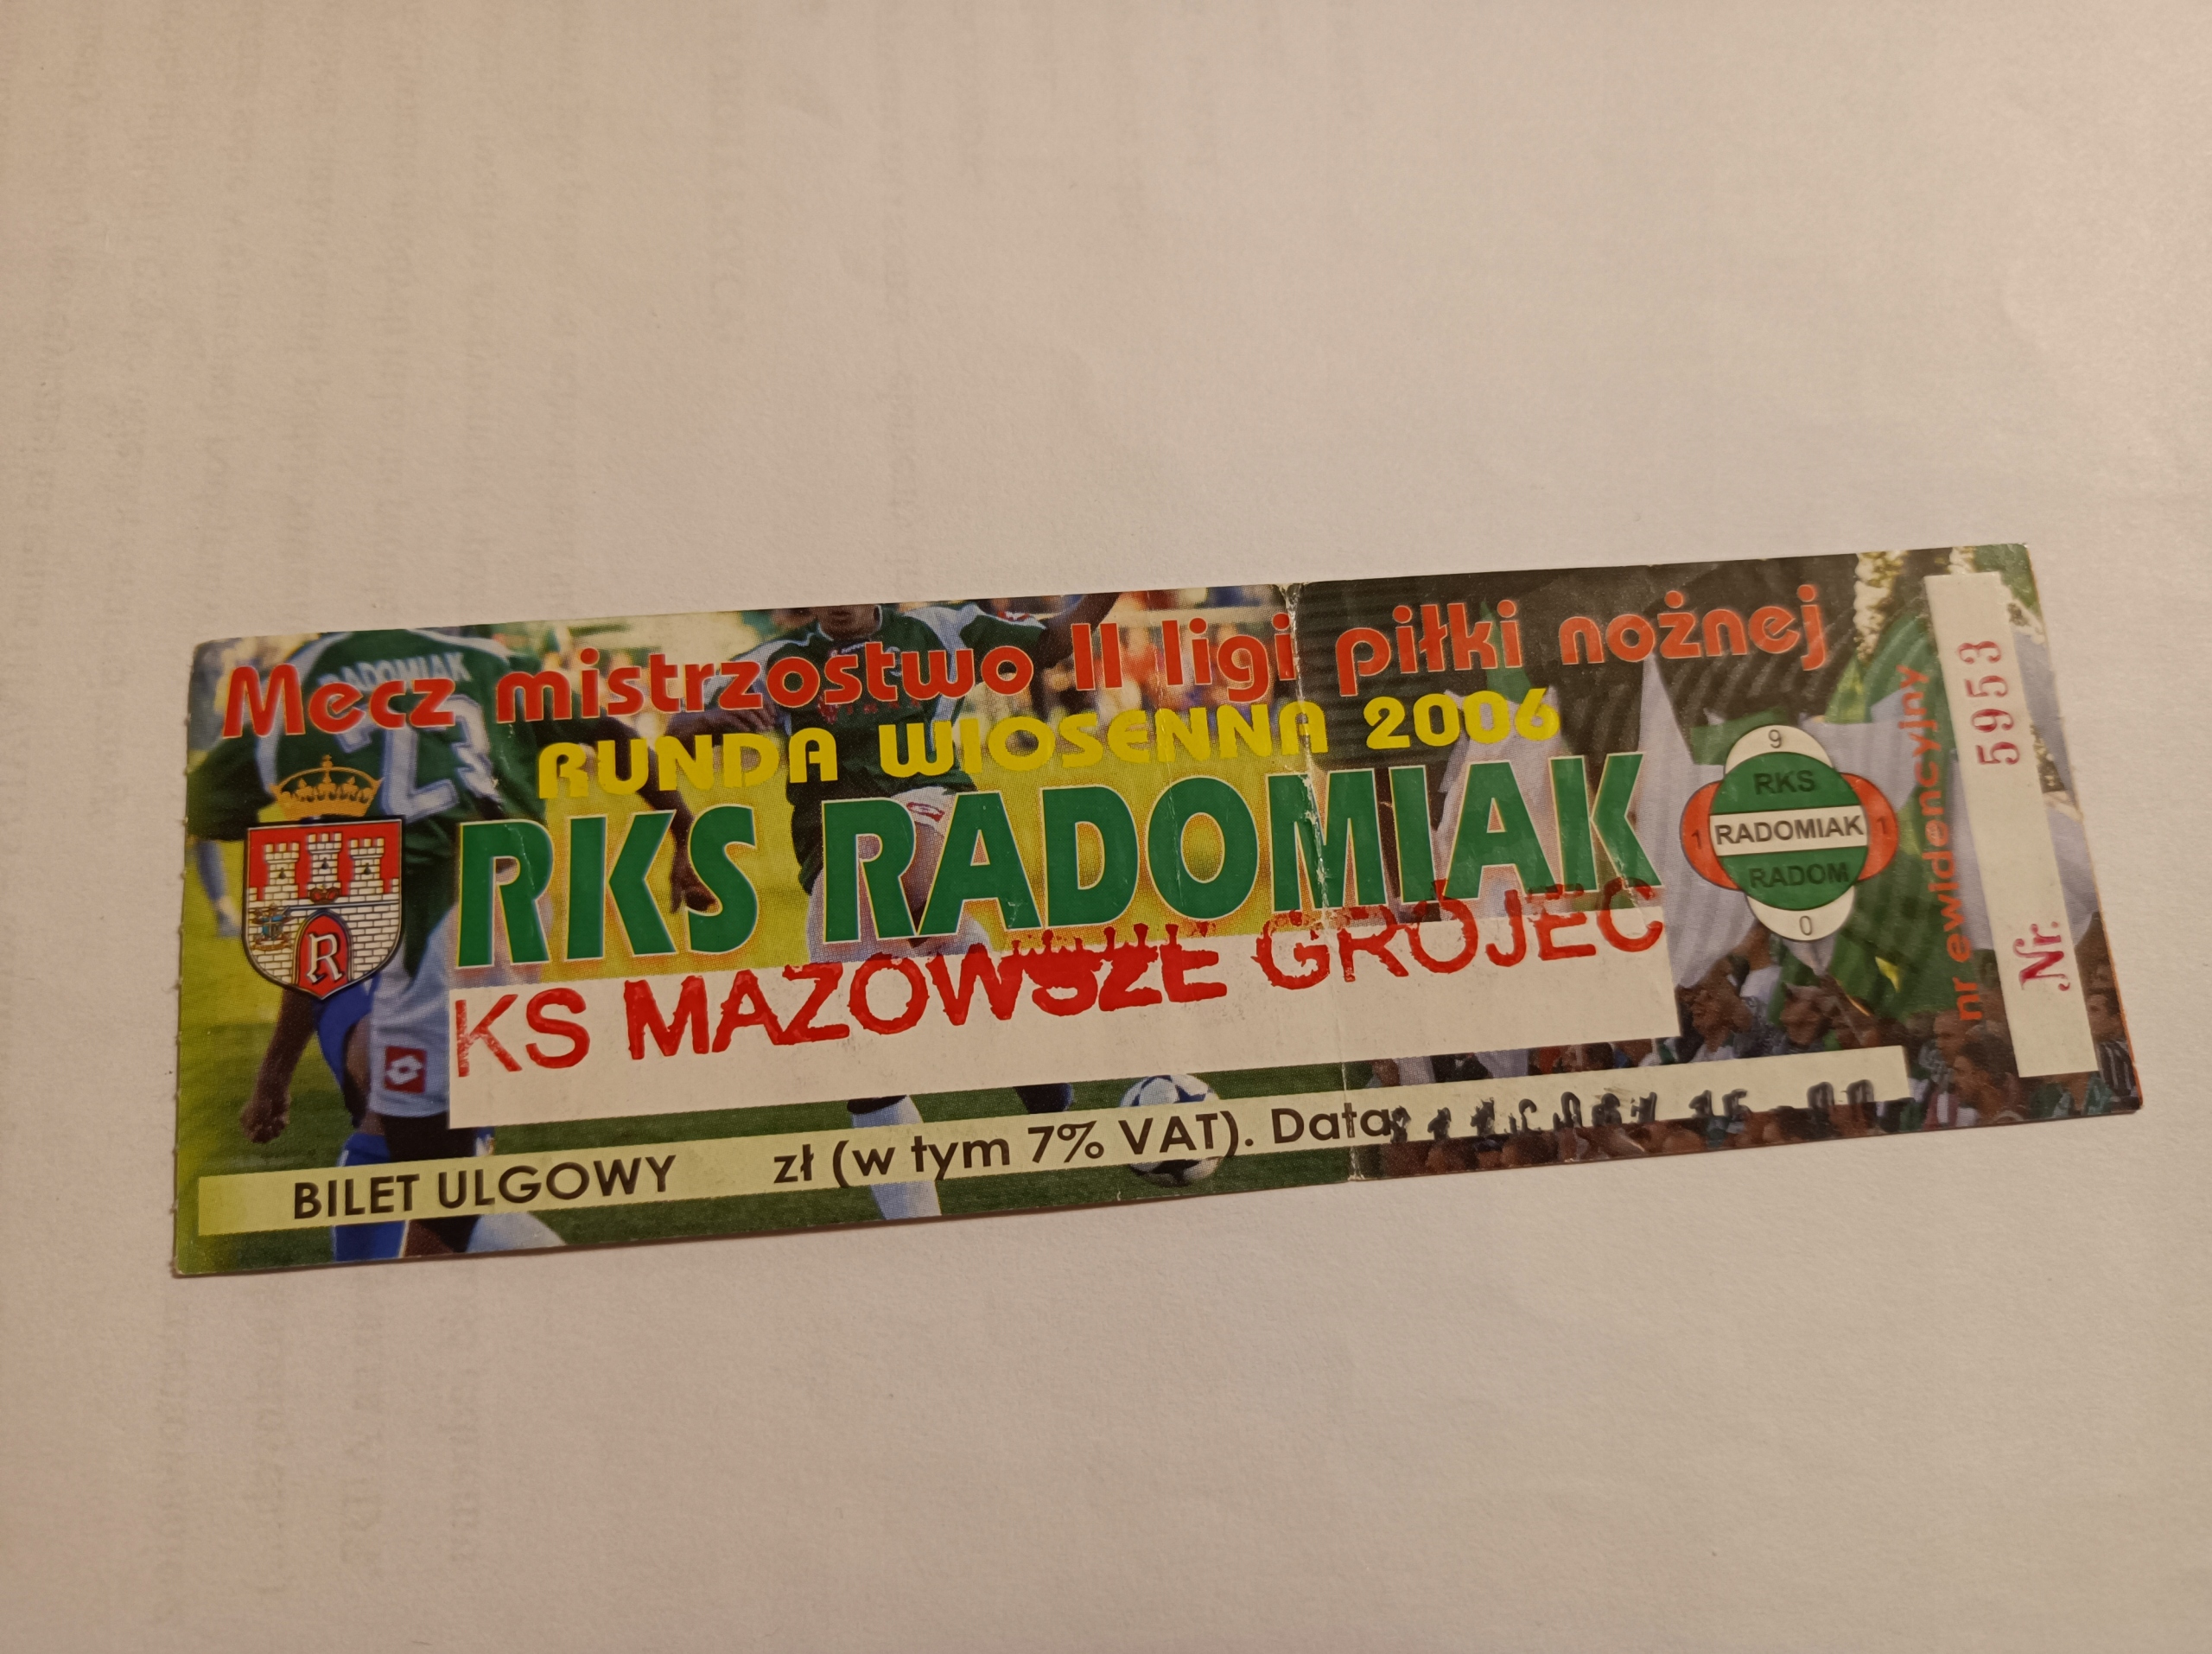 Mecz mistrzostwo II ligi piłki nożnej
RUNDA WIOSENNA 2006
RKS RADOMIAK
KS MAZOWSZE GRÓJEC
BILET ULGOWY zł (w tym 7% VAT). Data:
RADOMIAK
R
9
RKS
1 RADOMIAK 1
RADOM
0
nr ewidencyjny
Nr. 5953